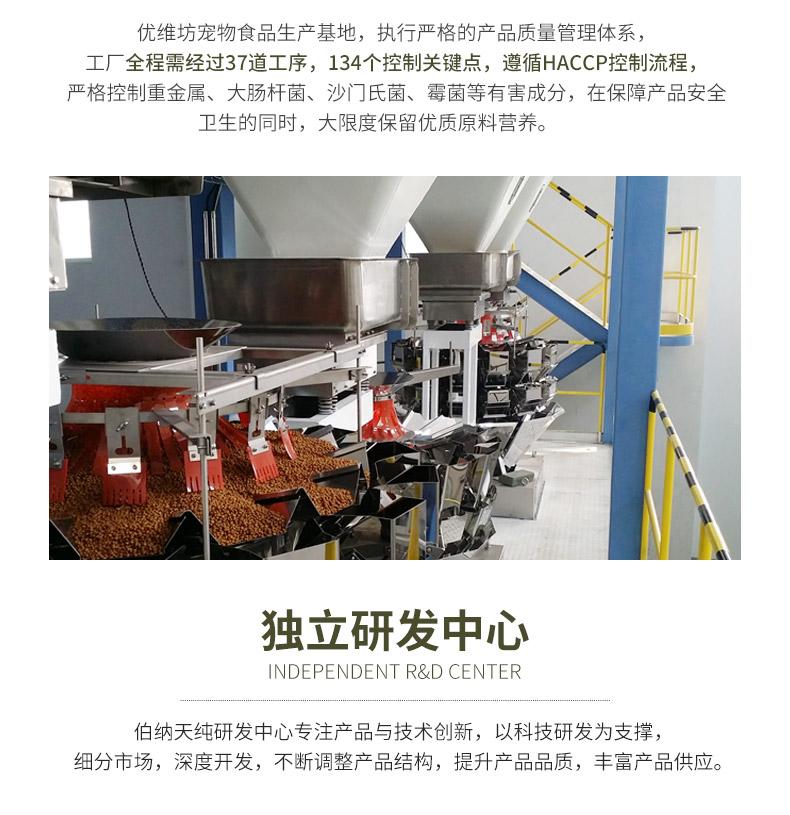 优维坊宠物食品生产基地，执行严格的产品质量管理体系，
工厂全程需经过37道工序，134个控制关键点，遵循HACCP控制流程，
严格控制重金属、大肠杆菌、沙门氏菌、霉菌等有害成分，在保障产品安全
卫生的同时，大限度保留优质原料营养。
独立研发中心
INDEPENDENT R&D CENTER
伯纳天纯研发中心专注产品与技术创新，以科技研发为支撑，
细分市场，深度开发，不断调整产品结构，提升产品品质，丰富产品供应。